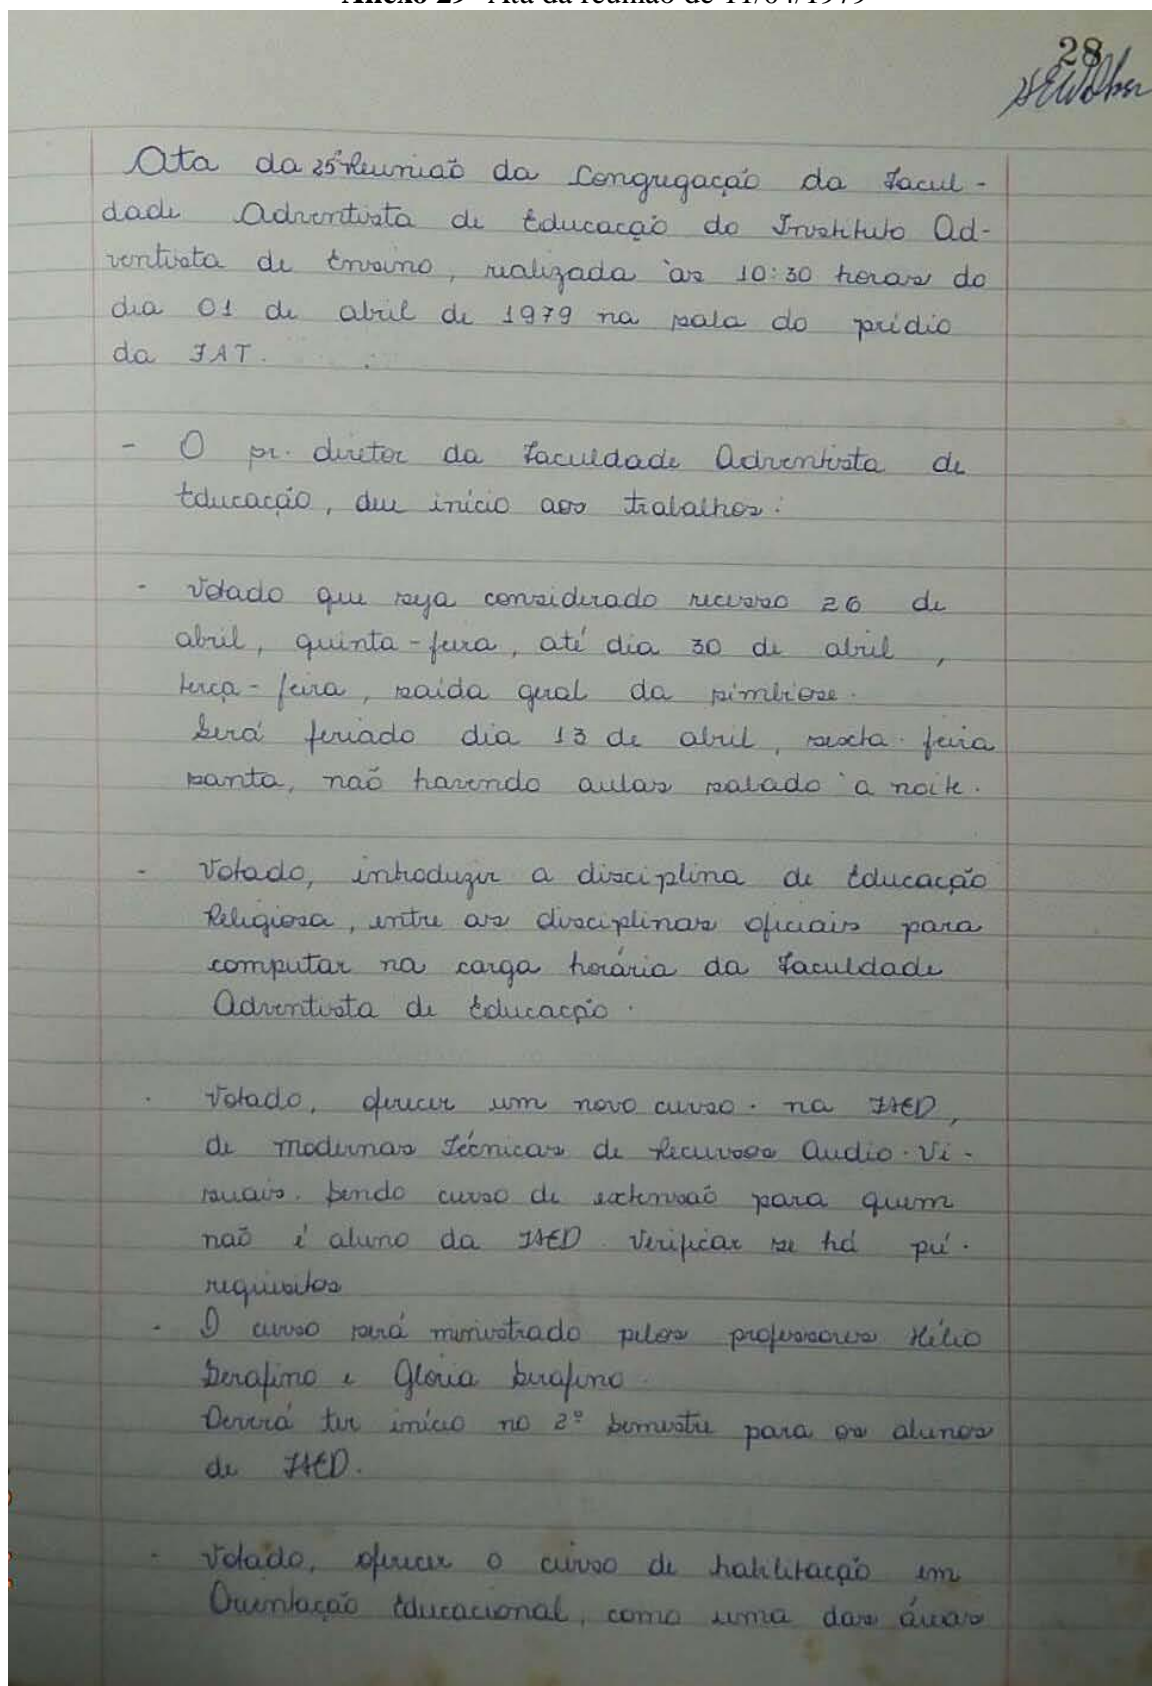 Anexo 29- Ata da reunião de 11/04/1979
28
Ata da 25ª Reunião da Congregação da Facul-
dade Adventista de Educação do Instituto Ad-
ventista de Ensino, realizada às 10:30 horas do
dia 01 de abril de 1979 na sala do prédio
da FAT.
- O pr. diretor da Faculdade Adventista de
Educação, deu início aos trabalhos:
- Votado que seja considerado recesso 26 de
abril, quinta-feira, até dia 30 de abril,
terça-feira, saída geral da simbiose.
Será feriado dia 13 de abril, sexta-feira
santa, não havendo aulas sabado à noite.
- Votado, introduzir a disciplina de Educação
Religiosa, entre as disciplinas oficiais para
computar na carga horária da Faculdade
Adventista de Educação.
- Votado, oferecer um novo curso. na FAED,
de modernas Técnicas de Recursos Audio-Vi-
suais. Sendo curso de extensão para quem
não é aluno da FAED. Verificar se há pré-
requisitos
- O curso será ministrado pelos professores Hélio
Serafino e Glória Serafino.
Deverá ter início no 2º Semestre para os alunos
de FAED.
- Votado, oferecer o curso de habilitação em
Orientação Educacional, como uma das áreas